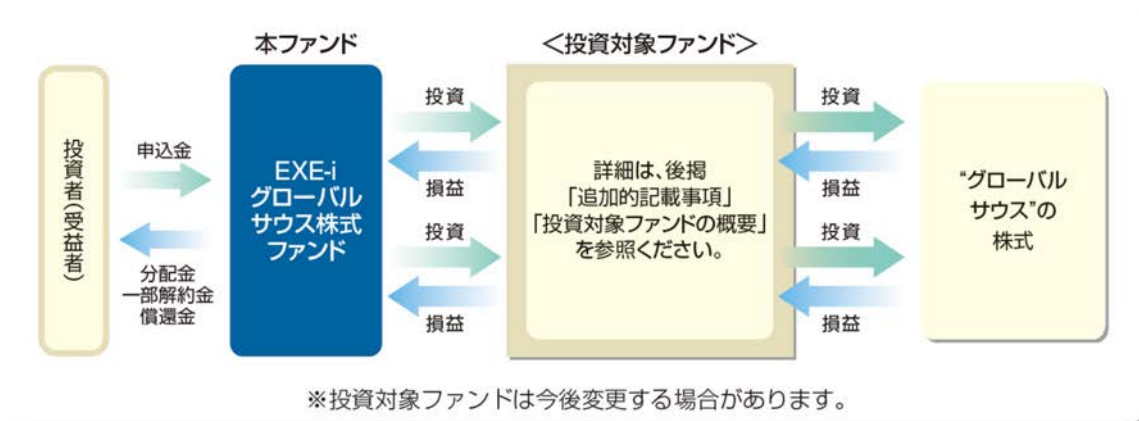 本ファンド
＜投資対象ファンド＞
投資者（受益者）
申込金
分配金
一部解約金
償還金
EXE-i
グローバル
サウス株式
ファンド
投資
損益
投資
損益
詳細は、後掲
「追加的記載事項」
「投資対象ファンドの概要」
を参照ください。
投資
損益
投資
損益
“グローバル
サウス”の
株式
※投資対象ファンドは今後変更する場合があります。